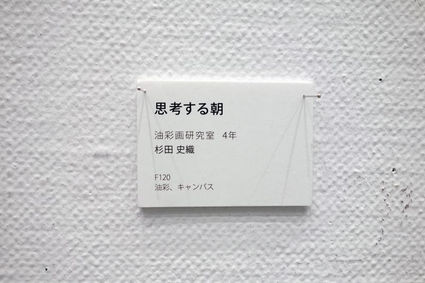 思考する朝
油彩画研究室 4年
杉田 史織
F120
油彩、キャンバス